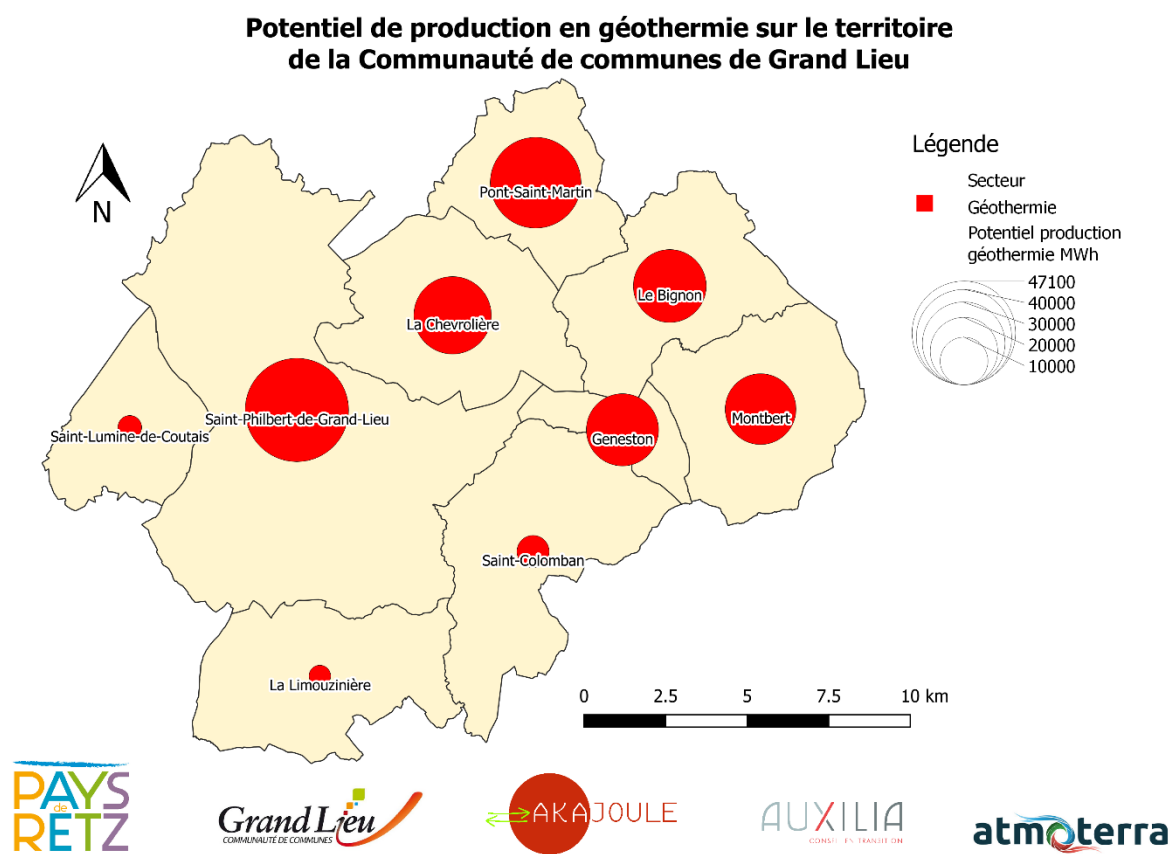 Potentiel de production en géothermie sur le territoire
de la Communauté de communes de Grand Lieu
N
Légende
Secteur
Géothermie
Potentiel production
géothermie MWh
47100
40000
30000
20000
10000
Pont-Saint-Martin
Le Bignon
La Chevrolière
Saint-Philbert-de-Grand-Lieu
Montbert
Saint-Lumine-de-Coutais
Geneston
Saint-Colomban
La Limouzinière
0 2.5 5 7.5 10 km
PAYS
de
RETZ
Grand Lieu
COMMUNAUTÉ DE COMMUNES
AKAJOULE
AUXILIA
CONSEIL EN TRANSITION
atmoterra